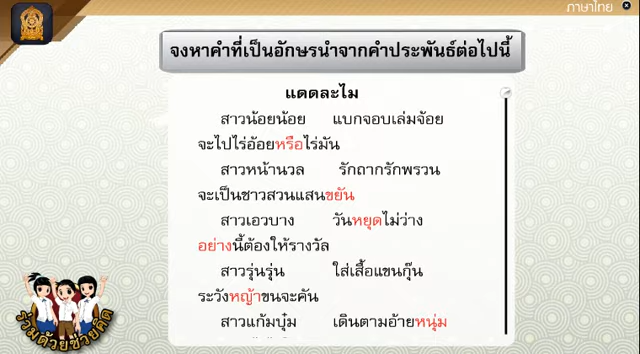 ภาษาไทย
จงหาคำที่เป็นอักษรนำจากคำประพันธ์ต่อไปนี้
แดดละไม
สาวน้อยน้อย แบกจอบเล่มจ้อย
จะไปไร่อ้อยหรือไร่มัน
สาวหน้านวล รักถากรักพรวน
จะเป็นชาวสวนแสนขยัน
สาวเอวบาง วันหยุดไม่ว่าง
อย่างนี้ต้องให้รางวัล
สาวรุ่นรุ่น ใส่เสื้อแขนกุ๊น
ระวังหญ้าขนจะคัน
สาวแก้มบุ๋ม เดินตามอ้ายหนุ่ม
ร่วมด้วยช่วยคิด